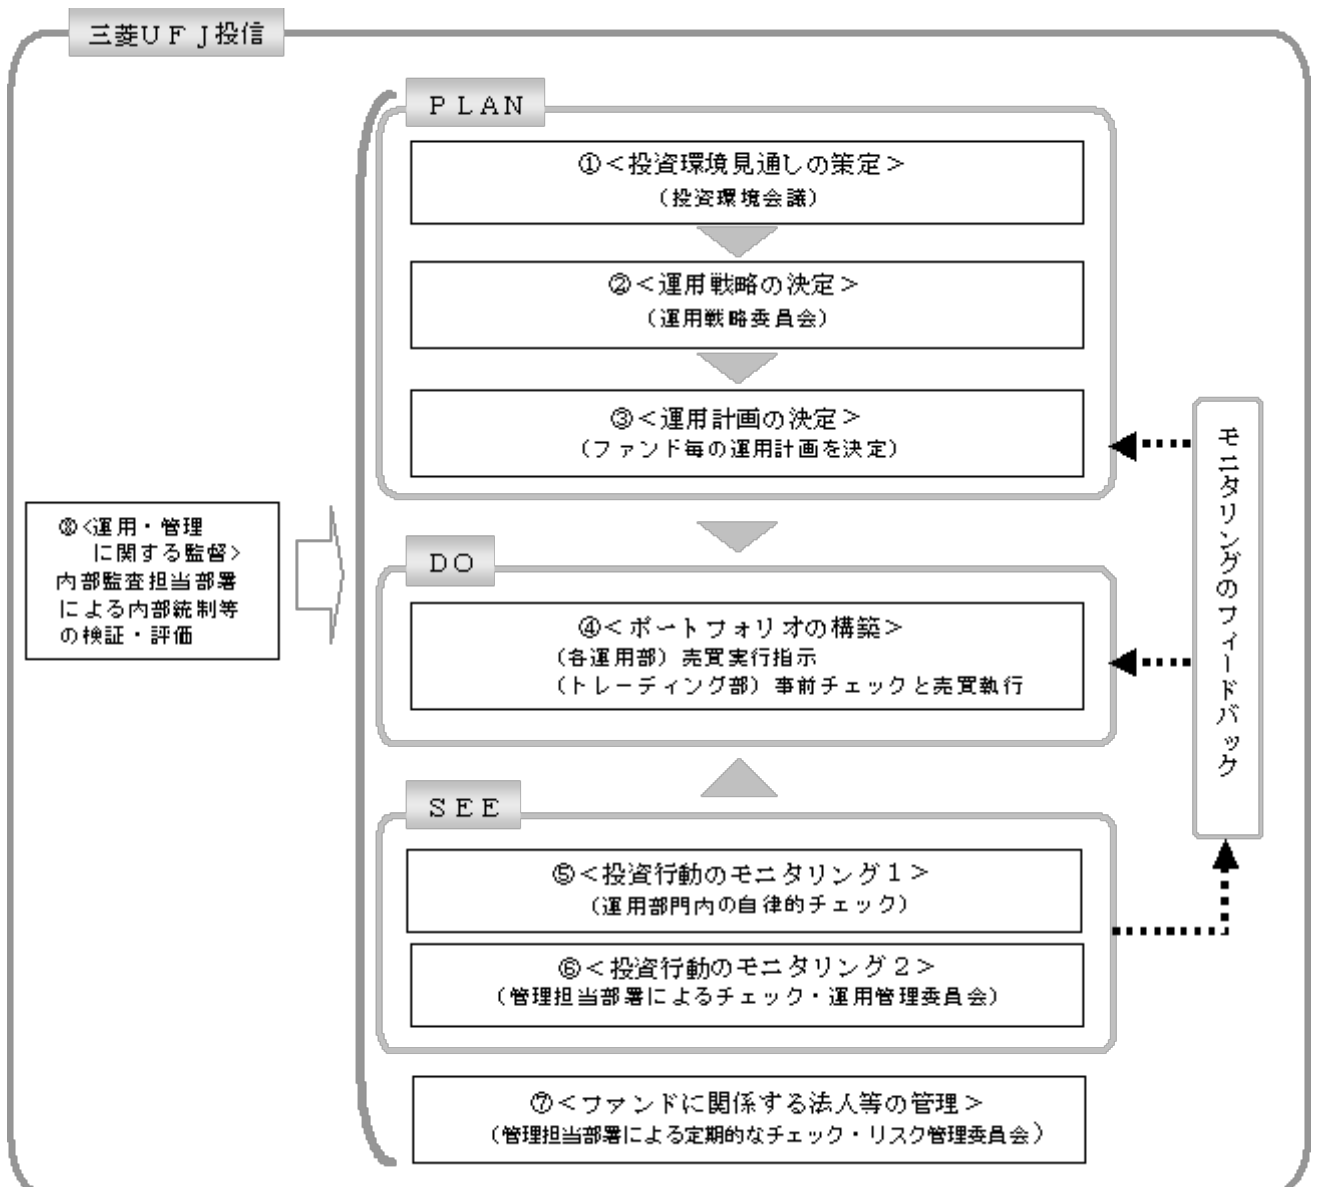 三菱ＵＦＪ投信
ＰＬＡＮ
①＜投資環境見通しの策定＞
（投資環境会議）
②＜運用戦略の決定＞
（運用戦略委員会）
③＜運用計画の決定＞
（ファンド毎の運用計画を決定）
⑧＜運用・管理
に関する監督＞
内部監査担当部署
による内部統制等
の検証・評価
ＤＯ
④＜ポートフォリオの構築＞
（各運用部）売買実行指示
（トレーディング部）事前チェックと売買執行
モニタリングのフィードバック
ＳＥＥ
⑤＜投資行動のモニタリング１＞
（運用部門内の自律的チェック）
⑥＜投資行動のモニタリング２＞
（管理担当部署によるチェック・運用管理委員会）
⑦＜ファンドに関係する法人等の管理＞
（管理担当部署による定期的なチェック・リスク管理委員会）